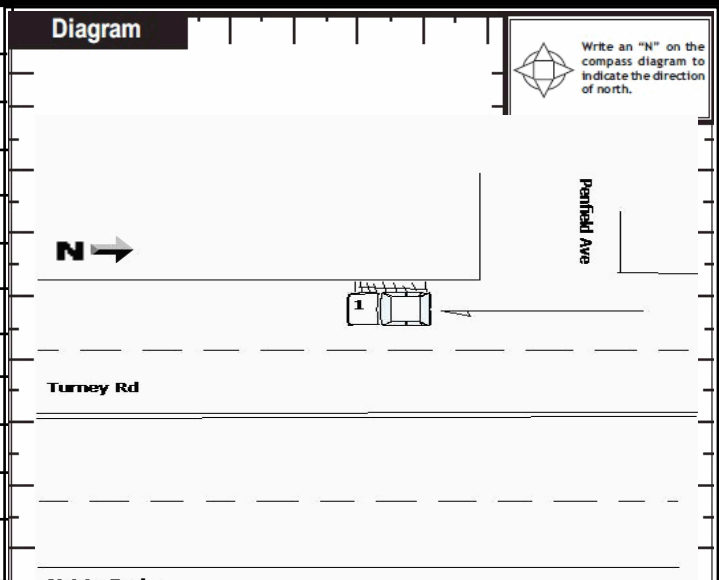 Diagram
Write an “N” on the
compass diagram to
indicate the direction
of north.
Penfield Ave
N
1
Turney Rd